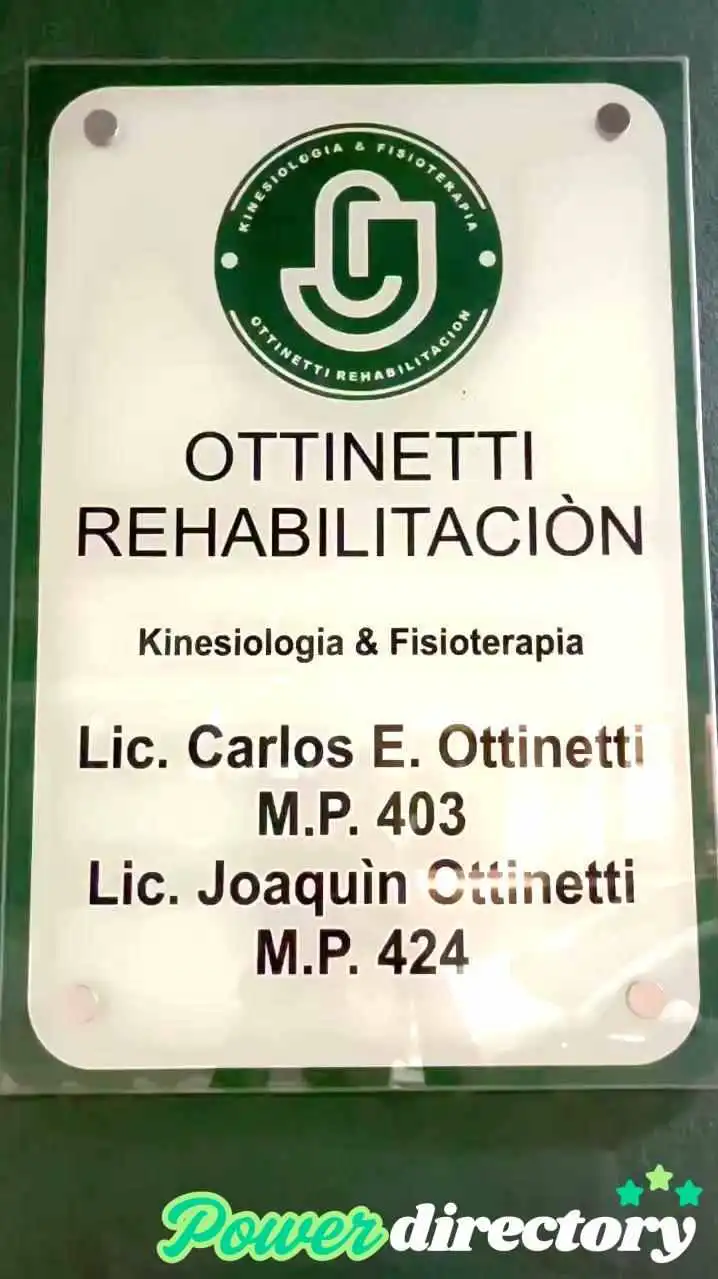 KINESIOLOGIA & FISIOTERAPIA
OTTINETTI REHABILITACION
OTTINETTI
REHABILITACIÒN
Kinesiologia & Fisioterapia
Lic. Carlos E. Ottinetti
M.P. 403
Lic. Joaquìn Ottinetti
M.P. 424
Powerdirectory